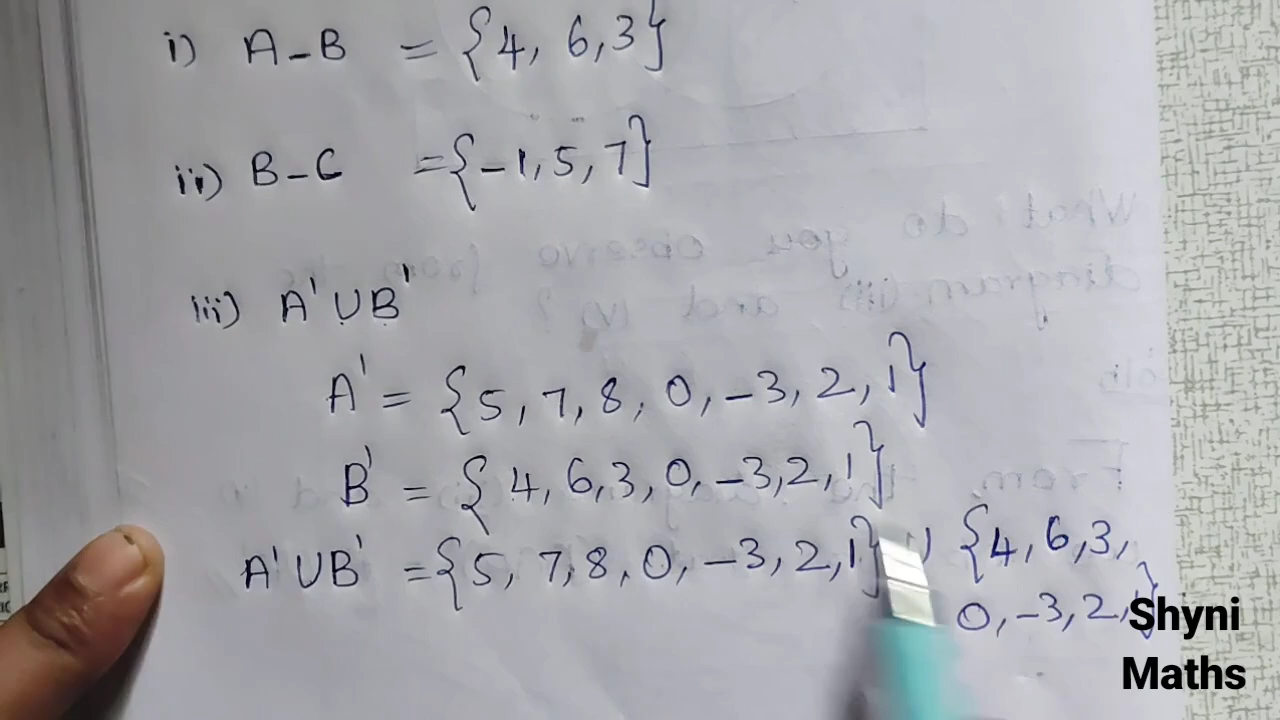 i) A-B = {4, 6,3}
ii) B-C = {-1,5,7}
iii) A'∪B'
A' = {5, 7, 8, 0, -3, 2, 1}
B' = {4, 6,3, 0, -3,2,1}
A'∪B' = {5, 7,8, 0, -3, 2,1} ∪ {4, 6,3,
0, -3,2,1}
Shyni
Maths